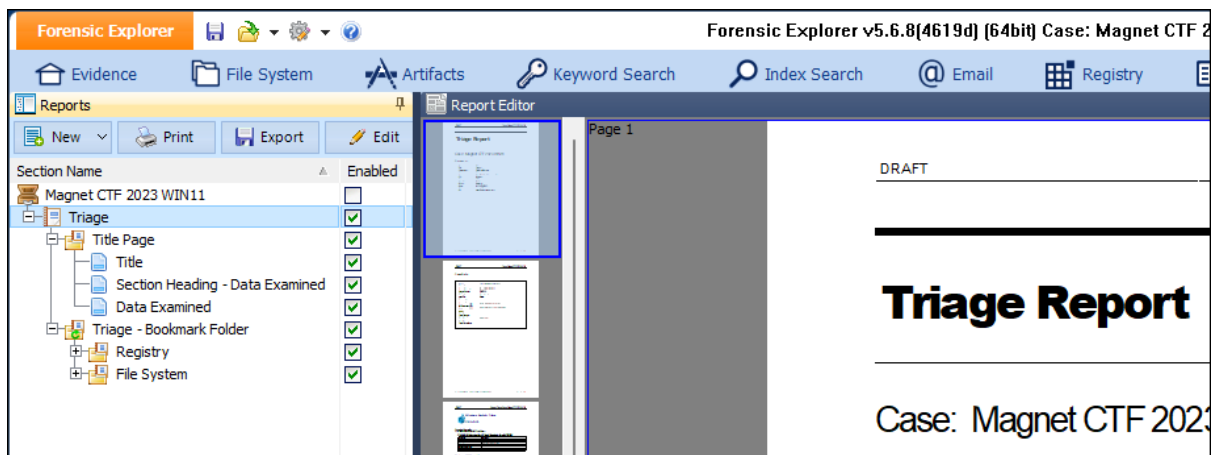 Forensic Explorer
Forensic Explorer v5.6.8(4619d) (64bit) Case: Magnet CTF 2
Evidence File System Artifacts Keyword Search Index Search Email Registry
Reports
Report Editor
New Print Export Edit
Section Name Enabled
Magnet CTF 2023 WIN11
Triage
Title Page
Title
Section Heading - Data Examined
Data Examined
Triage - Bookmark Folder
Registry
File System
Triage Report
Page 1
DRAFT
Triage Report
Case: Magnet CTF 2023